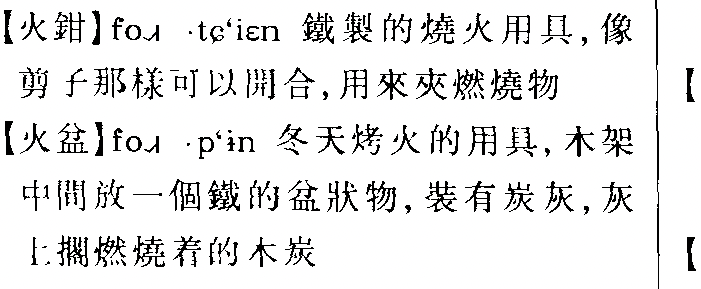 【火鉗】foɹ ·tɕ‘iɛn 鐵製的燒火用具，像
剪子那樣可以開合，用來夾燃燒物
【火盆】foɹ ·p‘ɨn 冬天烤火的用具，木架
中間放一個鐵的盆狀物，裝有炭灰，灰
上擱燃燒着的木炭
【
【